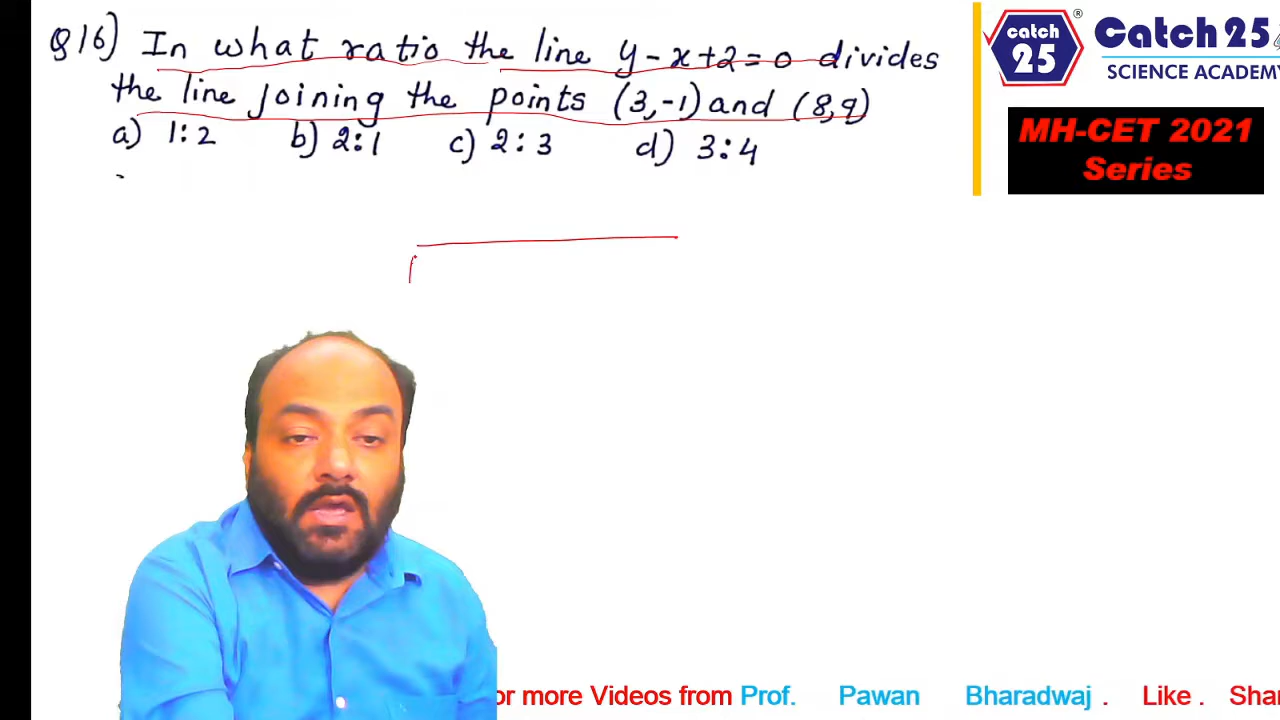 Q16) In what ratio the line y-x+2=0 divides
the line joining the points (3,-1) and (8,9)
a) 1:2 b) 2:1 c) 2:3 d) 3:4
catch
25
®
Catch 25
SCIENCE ACADEMY
MH-CET 2021
Series
or more Videos from Prof. Pawan Bharadwaj . Like . Shar